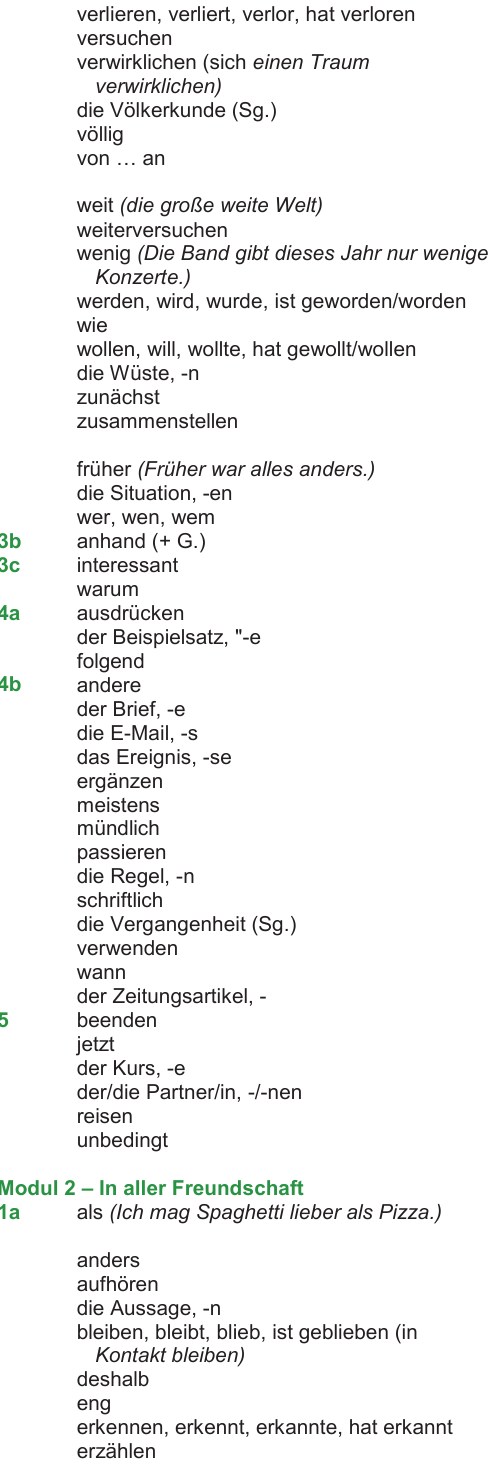 verlieren, verliert, verlor, hat verloren
versuchen
verwirklichen (sich einen Traum
verwirklichen)
die Völkerkunde (Sg.)
völlig
von … an
weit (die große weite Welt)
weiterversuchen
wenig (Die Band gibt dieses Jahr nur wenige
Konzerte.)
werden, wird, wurde, ist geworden/worden
wie
wollen, will, wollte, hat gewollt/wollen
die Wüste, -n
zunächst
zusammenstellen
früher (Früher war alles anders.)
die Situation, -en
wer, wen, wem
3b anhand (+ G.)
3c interessant
warum
4a ausdrücken
der Beispielsatz, "-e
folgend
4b andere
der Brief, -e
die E-Mail, -s
das Ereignis, -se
ergänzen
meistens
mündlich
passieren
die Regel, -n
schriftlich
die Vergangenheit (Sg.)
verwenden
wann
der Zeitungsartikel, -
5 beenden
jetzt
der Kurs, -e
der/die Partner/in, -/-nen
reisen
unbedingt
Modul 2 – In aller Freundschaft
1a als (Ich mag Spaghetti lieber als Pizza.)
anders
aufhören
die Aussage, -n
bleiben, bleibt, blieb, ist geblieben (in
Kontakt bleiben)
deshalb
eng
erkennen, erkennt, erkannte, hat erkannt
erzählen